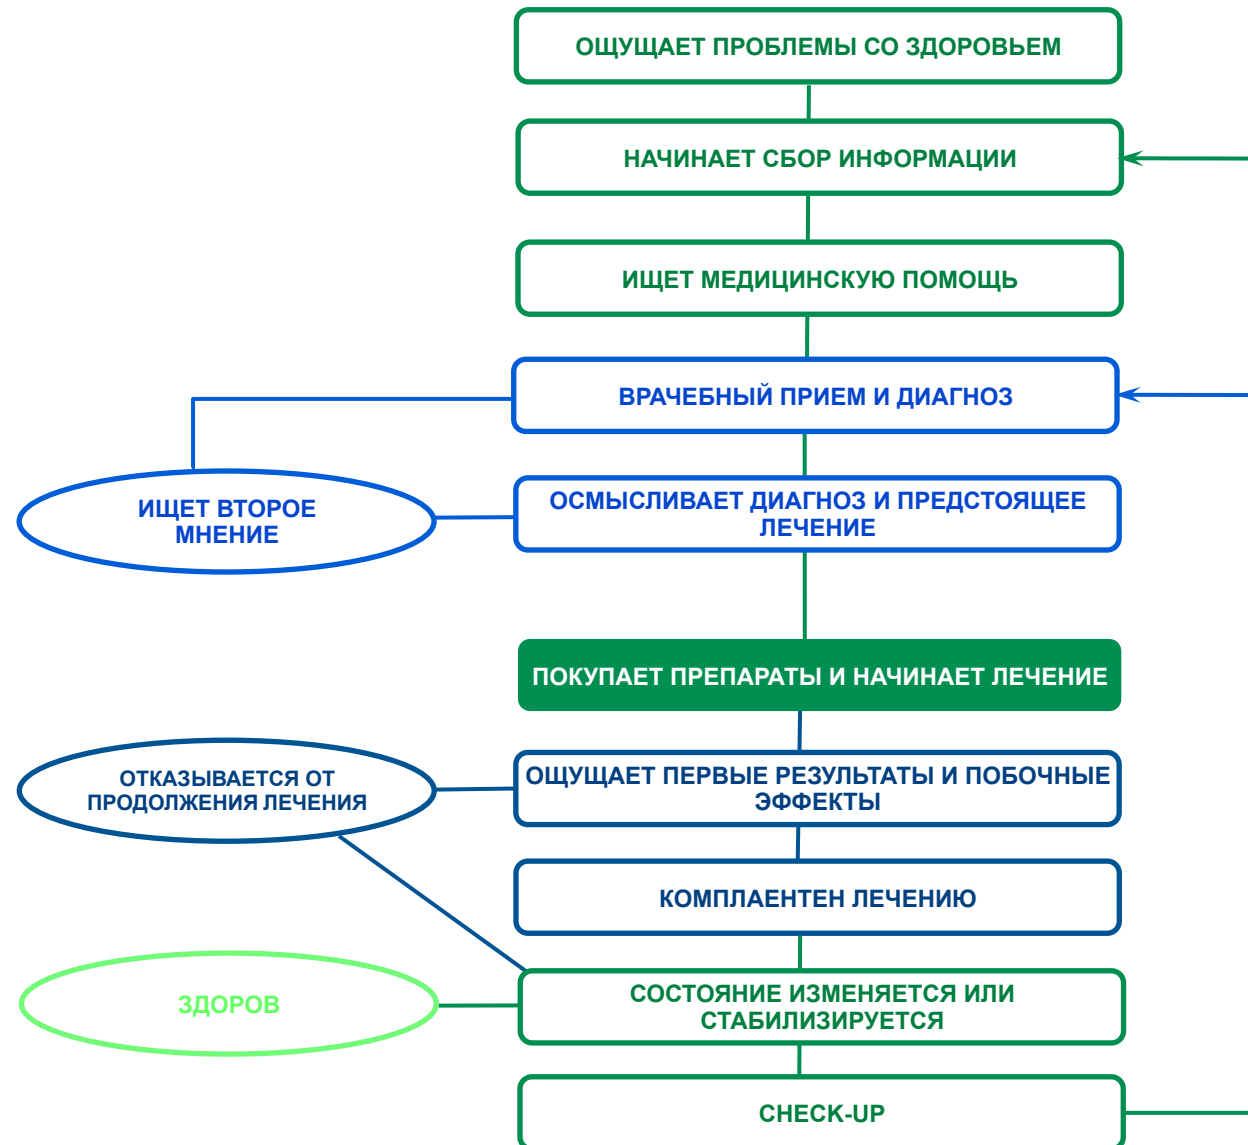 ОЩУЩАЕТ ПРОБЛЕМЫ СО ЗДОРОВЬЕМ
НАЧИНАЕТ СБОР ИНФОРМАЦИИ
ИЩЕТ МЕДИЦИНСКУЮ ПОМОЩЬ
ВРАЧЕБНЫЙ ПРИЕМ И ДИАГНОЗ
ИЩЕТ ВТОРОЕ
МНЕНИЕ
ОСМЫСЛИВАЕТ ДИАГНОЗ И ПРЕДСТОЯЩЕЕ
ЛЕЧЕНИЕ
ПОКУПАЕТ ПРЕПАРАТЫ И НАЧИНАЕТ ЛЕЧЕНИЕ
ОТКАЗЫВАЕТСЯ ОТ
ПРОДОЛЖЕНИЯ ЛЕЧЕНИЯ
ОЩУЩАЕТ ПЕРВЫЕ РЕЗУЛЬТАТЫ И ПОБОЧНЫЕ
ЭФФЕКТЫ
КОМПЛАЕНТЕН ЛЕЧЕНИЮ
ЗДОРОВ
СОСТОЯНИЕ ИЗМЕНЯЕТСЯ ИЛИ
СТАБИЛИЗИРУЕТСЯ
CHECK-UP